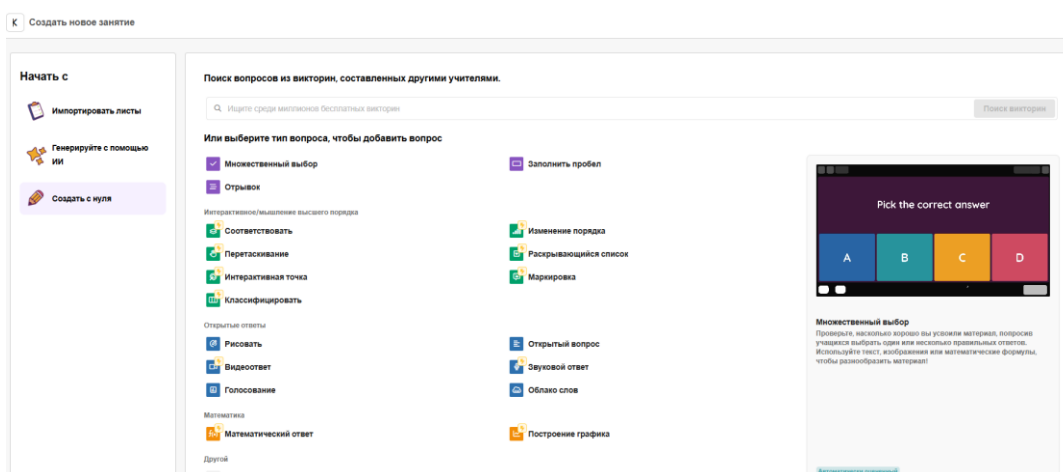 Создать новое занятие
Начать с
Импортировать листы
Генерируйте с помощью
ИИ
Создать с нуля
Поиск вопросов из викторин, составленных другими учителями.
Ищите среди миллионов бесплатных викторин
Поиск викторин
Или выберите тип вопроса, чтобы добавить вопрос
Множественный выбор
Заполнить пробел
Отрывок
Интерактивное/мышление высшего порядка
Соответствовать
Изменение порядка
Перетаскивание
Раскрывающийся список
Интерактивная точка
Маркировка
Классифицировать
Открытые ответы
Рисовать
Открытый вопрос
Видеоответ
Звуковой ответ
Голосование
Облако слов
Математика
Математический ответ
Построение графика
Другой
Pick the correct answer
A B C D
Множественный выбор
Проверьте, насколько хорошо вы усвоили материал, попросив
учащихся выбрать один или несколько правильных ответов.
Используйте текст, изображения или математические формулы,
чтобы разнообразить материал!